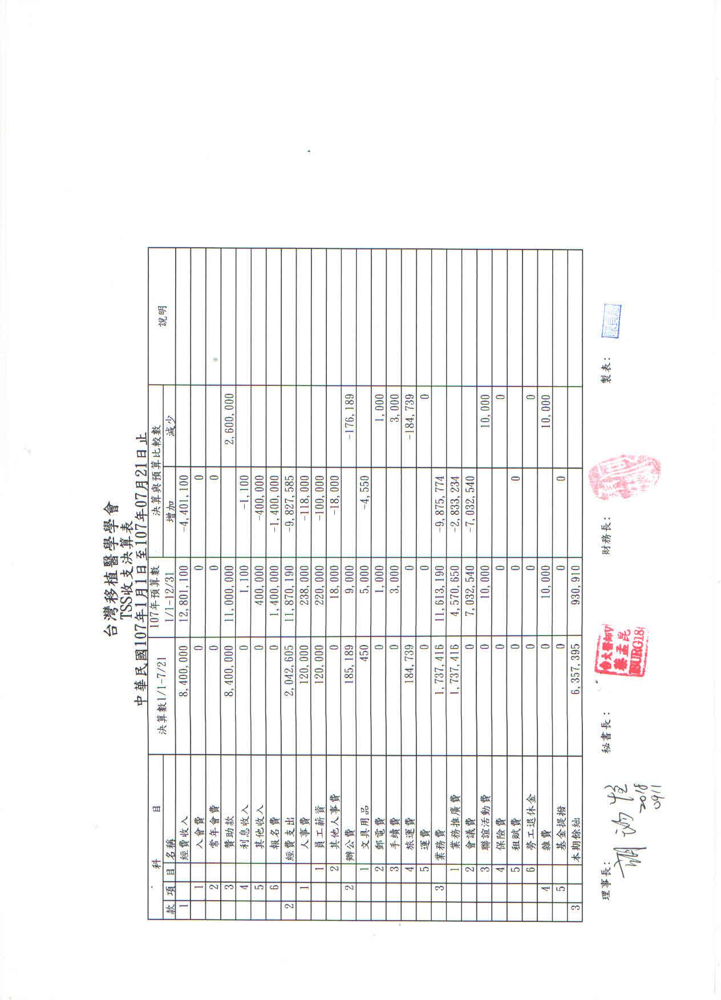 台灣移植醫學學會
TSS收支決算表
中華民國107年1月1日至107年07月21日止
科 目 決算數1/1-7/21 107年預算數 決算與預算比較數 說明
款 項 目 名稱 1/1-12/31 增加 減少
1 經費收入 8,400,000 12,801,100 -4,401,100
1 入會費 0 0 0
2 常年會費 0 0 0
3 贊助款 8,400,000 11,000,000 2,600,000
4 利息收入 0 1,100 -1,100
5 其他收入 0 400,000 -400,000
6 報名費 0 1,400,000 -1,400,000
2 經費支出 2,042,605 11,870,190 -9,827,585
1 人事費 120,000 238,000 -118,000
1 員工薪資 120,000 220,000 -100,000
2 其他人事費 0 18,000 -18,000
2 辦公費 185,189 9,000 -176,189
1 文具用品 450 5,000 -4,550
2 郵電費 0 1,000 1,000
3 手續費 0 3,000 3,000
4 旅運費 184,739 0 -184,739
5 運費 0 0 0
3 業務費 1,737,416 11,613,190 -9,875,774
1 業務推廣費 1,737,416 4,570,650 -2,833,234
2 會議費 0 7,032,540 -7,032,540
3 聯誼活動費 0 10,000 10,000
4 保險費 0 0 0
5 租賦費 0 0 0
6 勞工退休金 0 0 0
4 雜費 0 10,000 10,000
5 基金提撥 0 0 0
3 本期餘絀 6,357,395 930,910
理事長: 秘書長: 財務長: 製表:
2018
0911
蔡孟昆